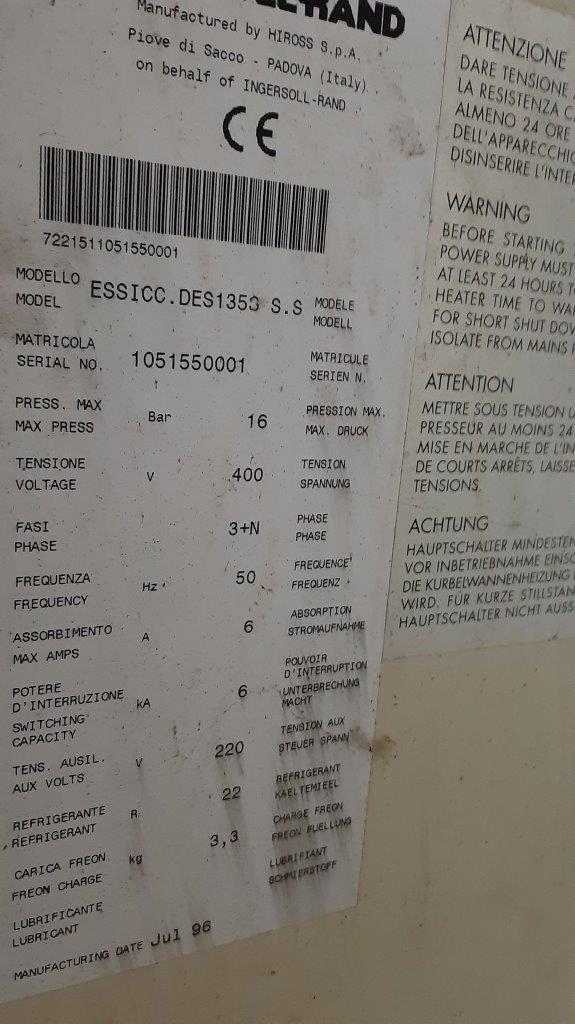 LL-RAND
Manufactured by HIROSS S.p.A.
Piove di Sacco - PADOVA (Italy)
on behalf of INGERSOLL-RAND
CE
7221511051550001
MODELLO ESSICC.DES1353 S.S MODÈLE
MODEL MODELL
MATRICOLA 1051550001 MATRICULE
SERIAL NO. SERIEN N.
PRESS. MAX Bar 16 PRESSION MAX.
MAX PRESS MAX. DRUCK
TENSIONE V 400 TENSION
VOLTAGE SPANNUNG
FASI 3+N PHASE
PHASE PHASE
FREQUENZA Hz 50 FREQUENCE
FREQUENCY FREQUENZ
ASSORBIMENTO A 6 ABSORPTION
MAX AMPS STROMAUFNAHME
POTERE D'INTERRUZIONE kA 6 POUVOIR D'INTERRUPTION
SWITCHING CAPACITY UNTERBRECHUNG MACHT
TENS. AUSIL. V 220 TENSION AUX
AUX VOLTS STEUER SPANN
REFRIGERANTE R 22 REFRIGERANT
REFRIGERANT KAELTEMIEEL
CARICA FREON kg 3,3 CHARGE FREON
FREON CHARGE FREON FUELLUNG
LUBRIFICANTE LUBRIFIANT
LUBRICANT SCHMIERSTOFF
MANUFACTURING DATE Jul 96
ATTENZIONE
DARE TENSIONE
LA RESISTENZA
ALMENO 24 ORE
DELL'APPARECCHIO
DISINSERIRE L'INTE
WARNING
BEFORE STARTING
POWER SUPPLY MUST
AT LEAST 24 HOURS
HEATER TIME TO WA
FOR SHORT SHUT DOW
ISOLATE FROM MAINS
ATTENTION
METTRE SOUS TENSION
PRESSEUR AU MOINS 24
MISE EN MARCHE DE L'IN
DE COURTS ARRÊTS, LAISSE
TENSIONS.
ACHTUNG
HAUPTSCHALTER MINDESTEN
VOR INBETRIEBNAHME EINSC
DIE KURBELWANNENHEIZUNG
WIRD. FÜR KURZE STILLSTAN
HAUPTSCHALTER NICHT AUSS